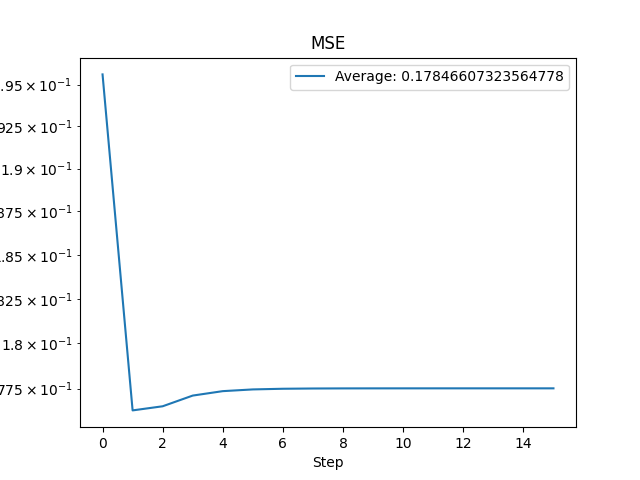 MSE
Average: 0.17846607323564778
.95 × 10⁻¹
925 × 10⁻¹
1.9 × 10⁻¹
875 × 10⁻¹
.85 × 10⁻¹
825 × 10⁻¹
1.8 × 10⁻¹
775 × 10⁻¹
0 2 4 6 8 10 12 14
Step